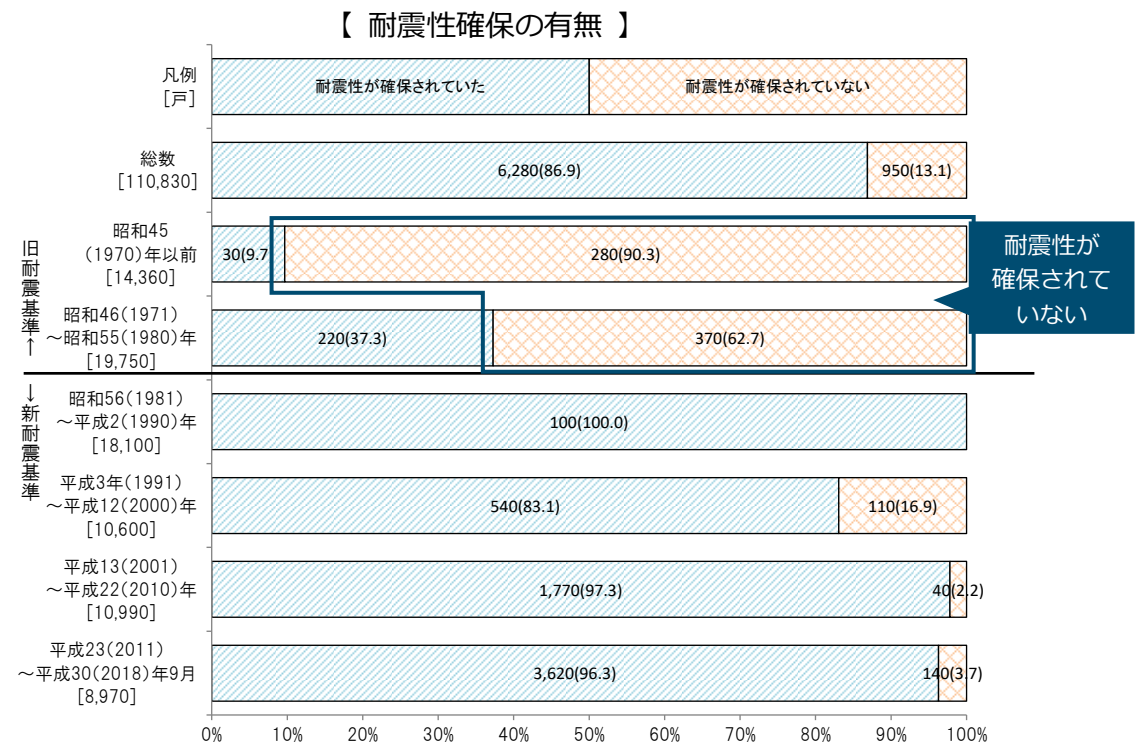 【 耐震性確保の有無 】
凡例
[戸]
耐震性が確保されていた
耐震性が確保されていない
総数
[110,830]
6,280(86.9)
950(13.1)
旧耐震基準↑
昭和45
(1970)年以前
[14,360]
30(9.7
280(90.3)
耐震性が
確保されて
いない
昭和46(1971)
～昭和55(1980)年
[19,750]
220(37.3)
370(62.7)
↓新耐震基準
昭和56(1981)
～平成2(1990)年
[18,100]
100(100.0)
平成3年(1991)
～平成12(2000)年
[10,600]
540(83.1)
110(16.9)
平成13(2001)
～平成22(2010)年
[10,990]
1,770(97.3)
40(2.2)
平成23(2011)
～平成30(2018)年9月
[8,970]
3,620(96.3)
140(3.7)
0% 10% 20% 30% 40% 50% 60% 70% 80% 90% 100%